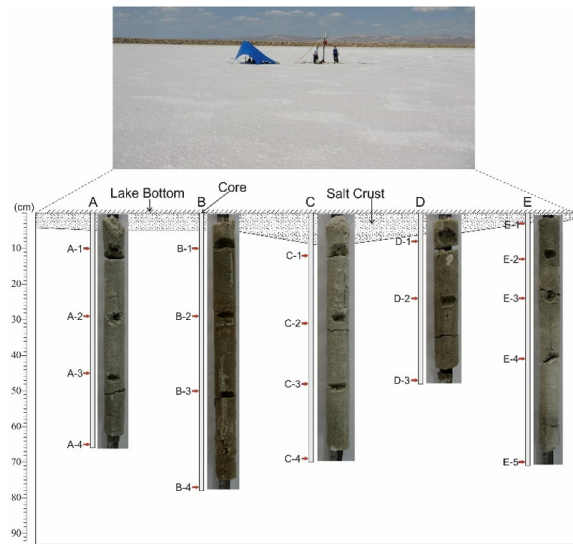 (cm)
A
Lake Bottom
B
Core
C
Salt Crust
D
E
10
20
30
40
50
60
70
80
90
A-1
A-2
A-3
A-4
B-1
B-2
B-3
B-4
C-1
C-2
C-3
C-4
D-1
D-2
D-3
E-1
E-2
E-3
E-4
E-5